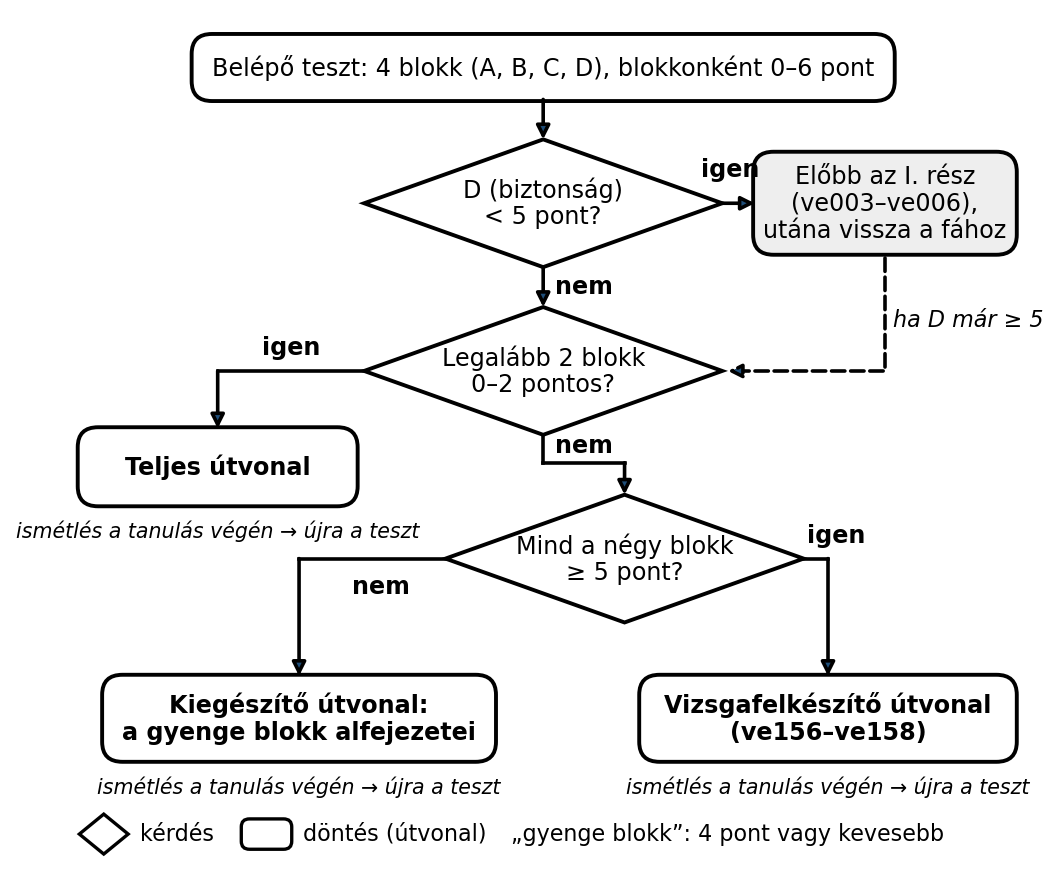 Belépő teszt: 4 blokk (A, B, C, D), blokkonként 0–6 pont
D (biztonság)
< 5 pont?
igen
Előbb az I. rész
(ve003–ve006),
utána vissza a fához
nem
ha D már ≥ 5
Legalább 2 blokk
0–2 pontos?
igen
Teljes útvonal
ismétlés a tanulás végén → újra a teszt
nem
Mind a négy blokk
≥ 5 pont?
igen
nem
Kiegészítő útvonal:
a gyenge blokk alfejezetei
ismétlés a tanulás végén → újra a teszt
Vizsgafelkészítő útvonal
(ve156–ve158)
ismétlés a tanulás végén → újra a teszt
kérdés
döntés (útvonal)
„gyenge blokk”: 4 pont vagy kevesebb